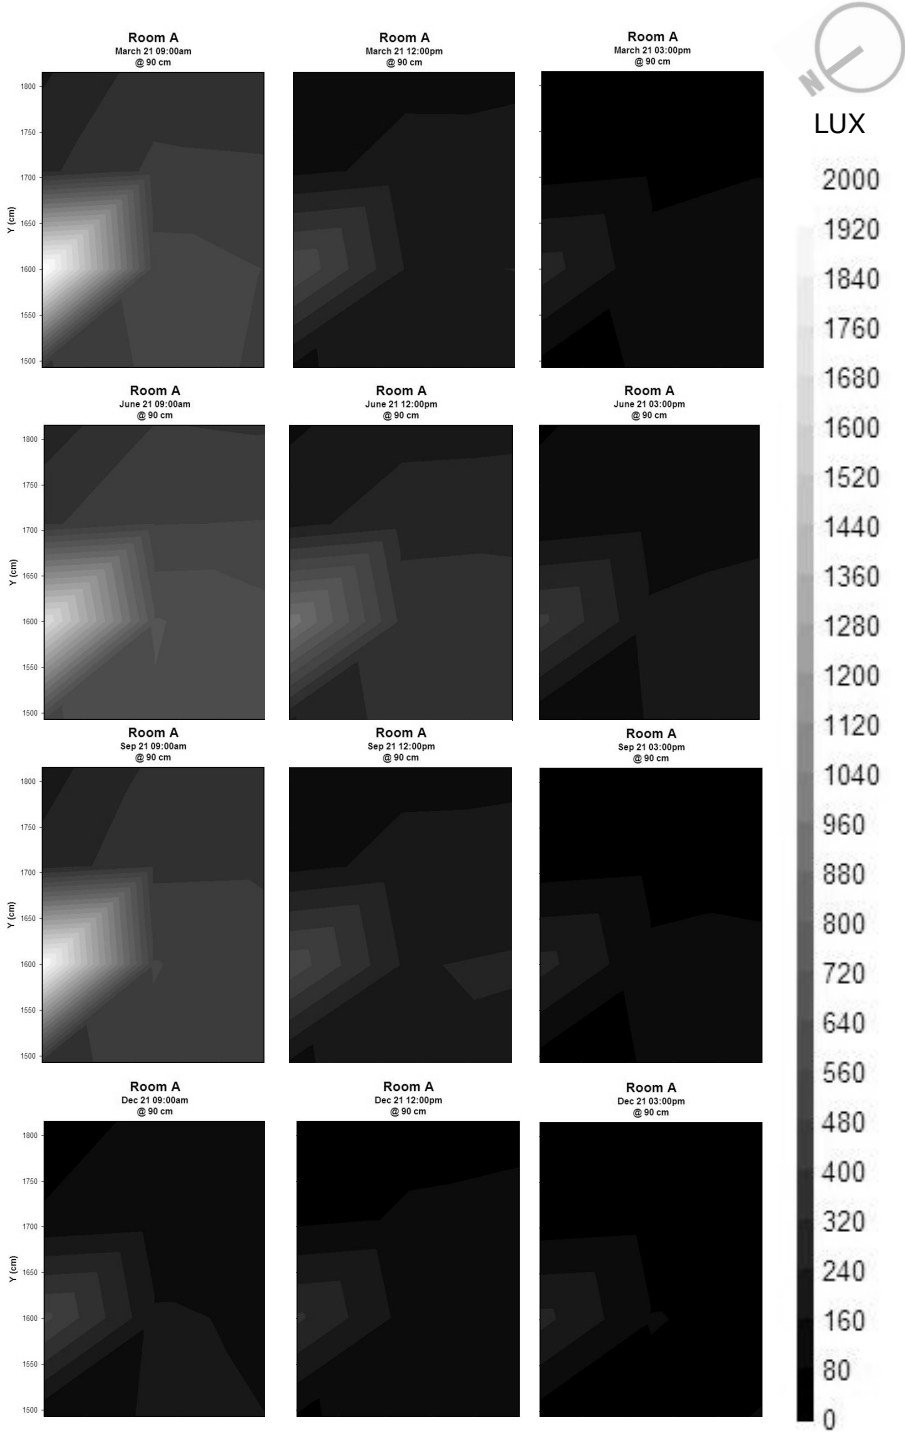 Room A
March 21 09:00am
@ 90 cm
Room A
March 21 12:00pm
@ 90 cm
Room A
March 21 03:00pm
@ 90 cm
N
LUX
2000
1920
1840
1760
1680
1600
1520
1440
1360
1280
1200
1120
1040
960
880
800
720
640
560
480
400
320
240
160
80
0
Y (cm)
1800
1750
1700
1650
1600
1550
1500
Room A
June 21 09:00am
@ 90 cm
Room A
June 21 12:00pm
@ 90 cm
Room A
June 21 03:00pm
@ 90 cm
Y (cm)
1800
1750
1700
1650
1600
1550
1500
Room A
Sep 21 09:00am
@ 90 cm
Room A
Sep 21 12:00pm
@ 90 cm
Room A
Sep 21 03:00pm
@ 90 cm
Y (cm)
1800
1750
1700
1650
1600
1550
1500
Room A
Dec 21 09:00am
@ 90 cm
Room A
Dec 21 12:00pm
@ 90 cm
Room A
Dec 21 03:00pm
@ 90 cm
Y (cm)
1800
1750
1700
1650
1600
1550
1500